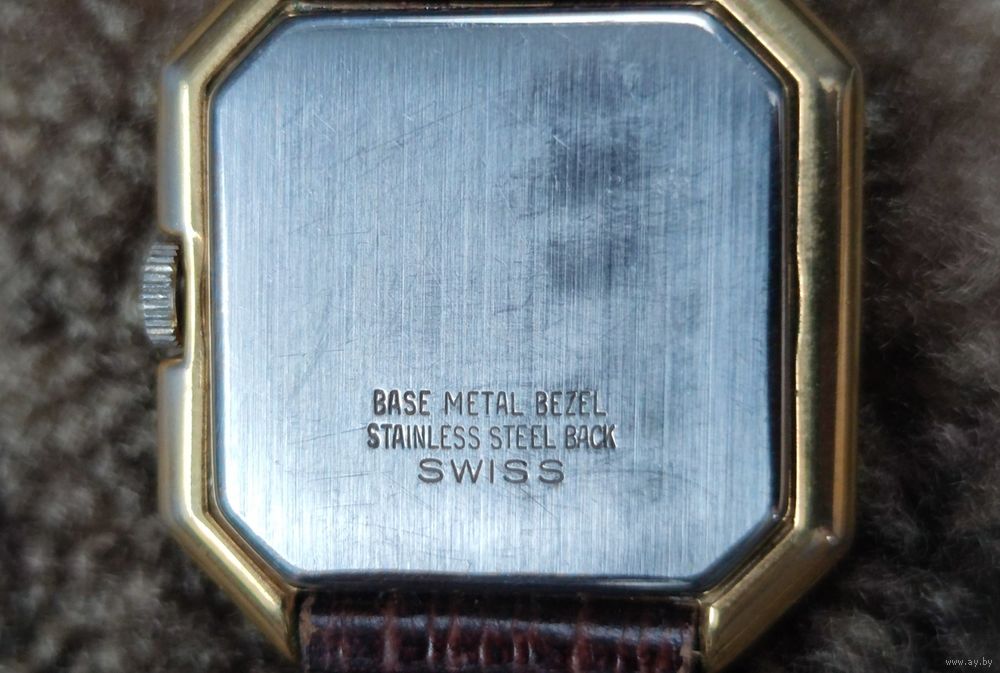 BASE METAL BEZEL
STAINLESS STEEL BACK
SWISS
www.ay.by